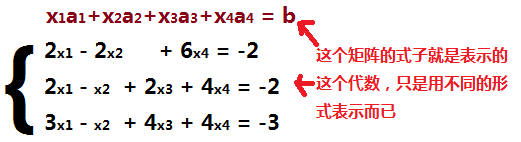 x1a1+x2a2+x3a3+x4a4 = b
2x1 - 2x2 + 6x4 = -2
2x1 - x2 + 2x3 + 4x4 = -2
3x1 - x2 + 4x3 + 4x4 = -3
这个矩阵的式子就是表示的
这个代数，只是用不同的形
式表示而已